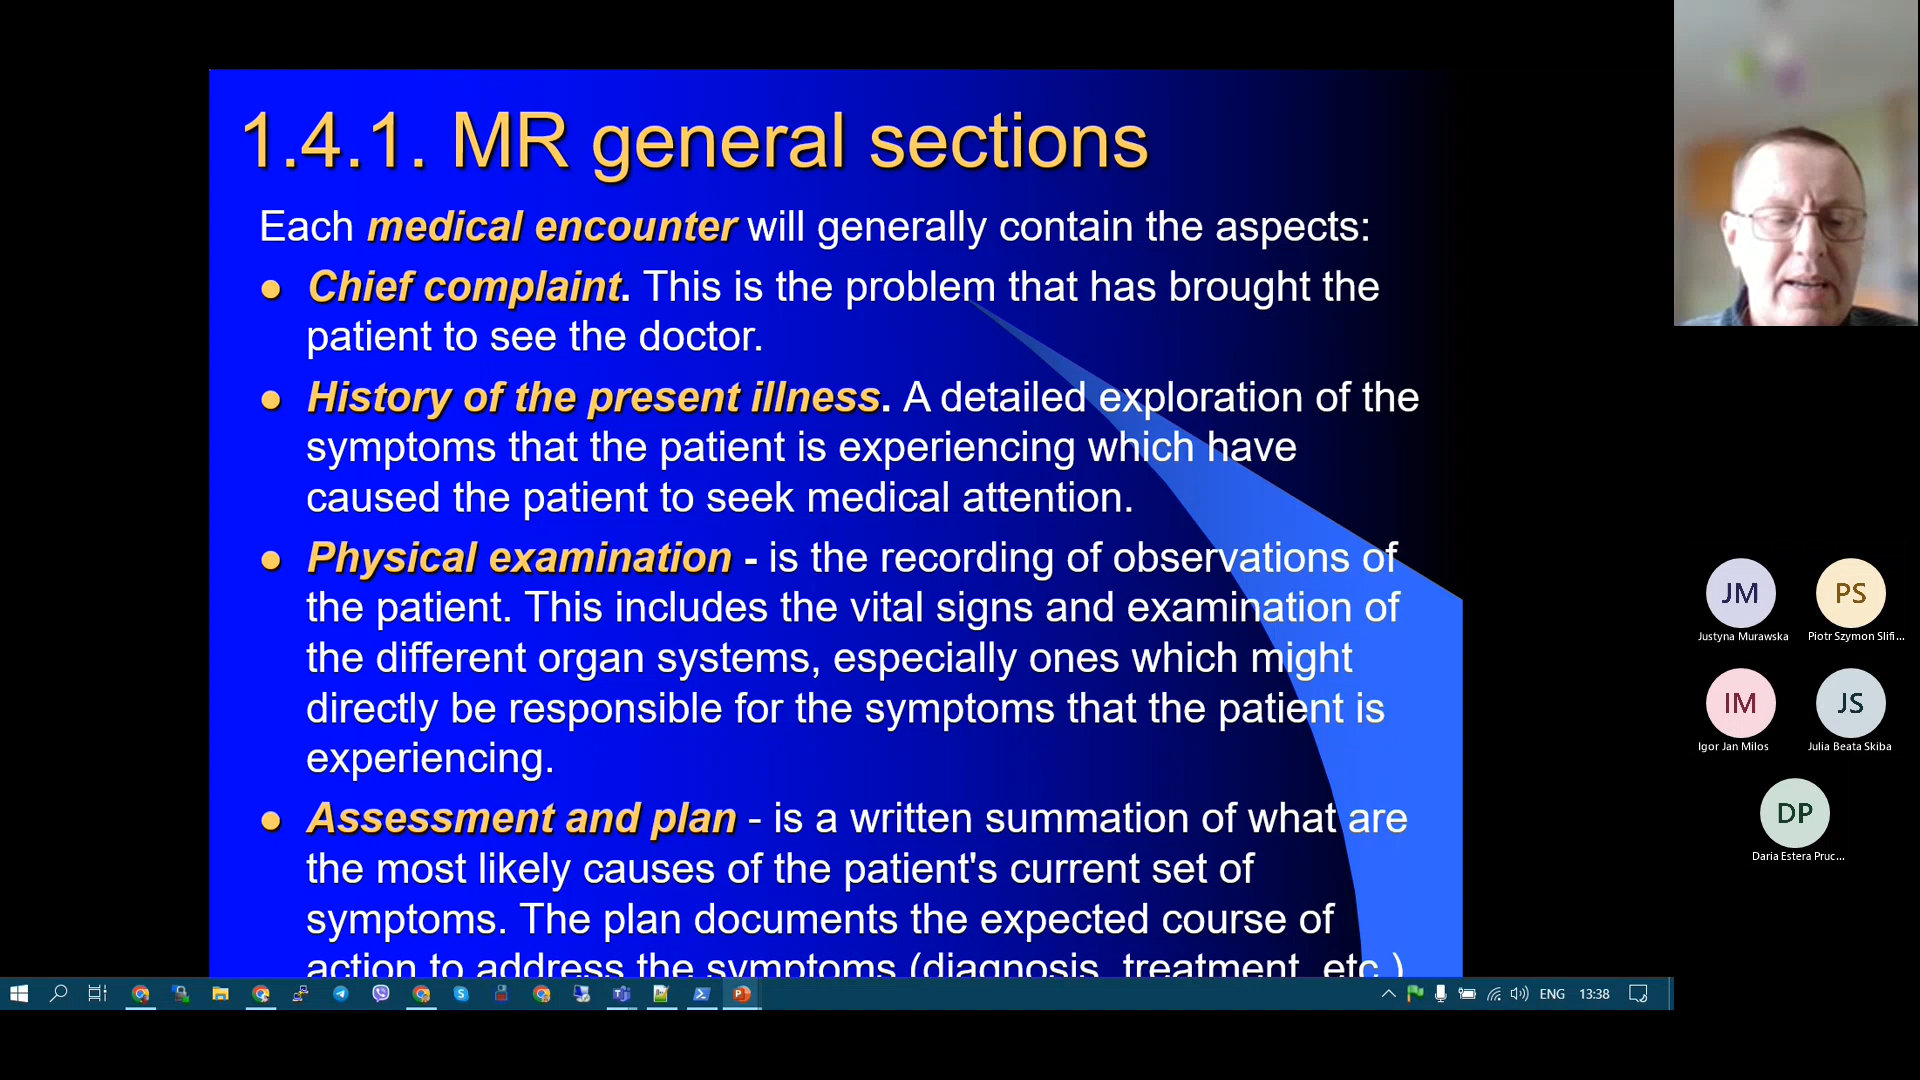 1.4.1. MR general sections
Each medical encounter will generally contain the aspects:
● Chief complaint. This is the problem that has brought the
patient to see the doctor.
● History of the present illness. A detailed exploration of the
symptoms that the patient is experiencing which have
caused the patient to seek medical attention.
● Physical examination - is the recording of observations of
the patient. This includes the vital signs and examination of
the different organ systems, especially ones which might
directly be responsible for the symptoms that the patient is
experiencing.
● Assessment and plan - is a written summation of what are
the most likely causes of the patient's current set of
symptoms. The plan documents the expected course of
action to address the symptoms (diagnosis, treatment, etc.)
JM PS
Justyna Murawska Piotr Szymon Slifi...
IM JS
Igor Jan Milos Julia Beata Skiba
DP
Daria Estera Pruc...
ENG 13:38